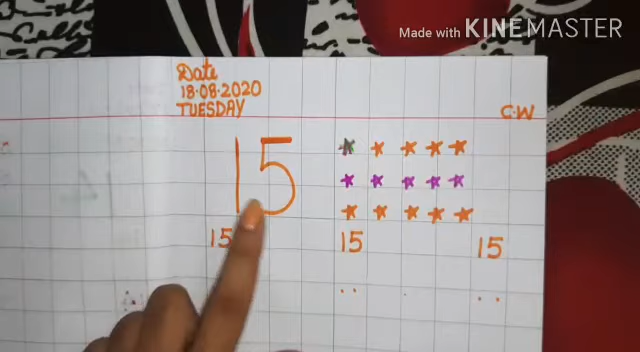 Made with KINEMASTER
Date
18.08.2020
TUESDAY
C.W
15
15 15 15